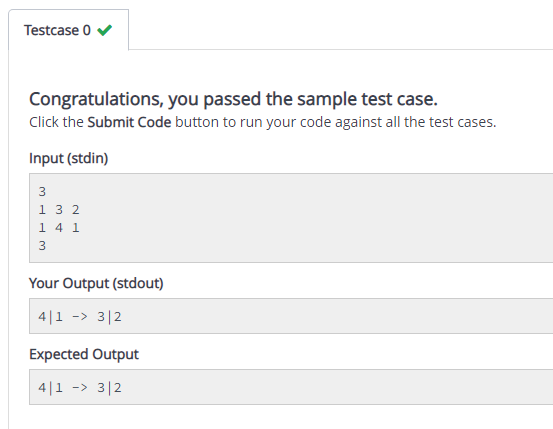 Testcase 0
Congratulations, you passed the sample test case.
Click the Submit Code button to run your code against all the test cases.
Input (stdin)
3
1 3 2
1 4 1
3
Your Output (stdout)
4|1 -> 3|2
Expected Output
4|1 -> 3|2